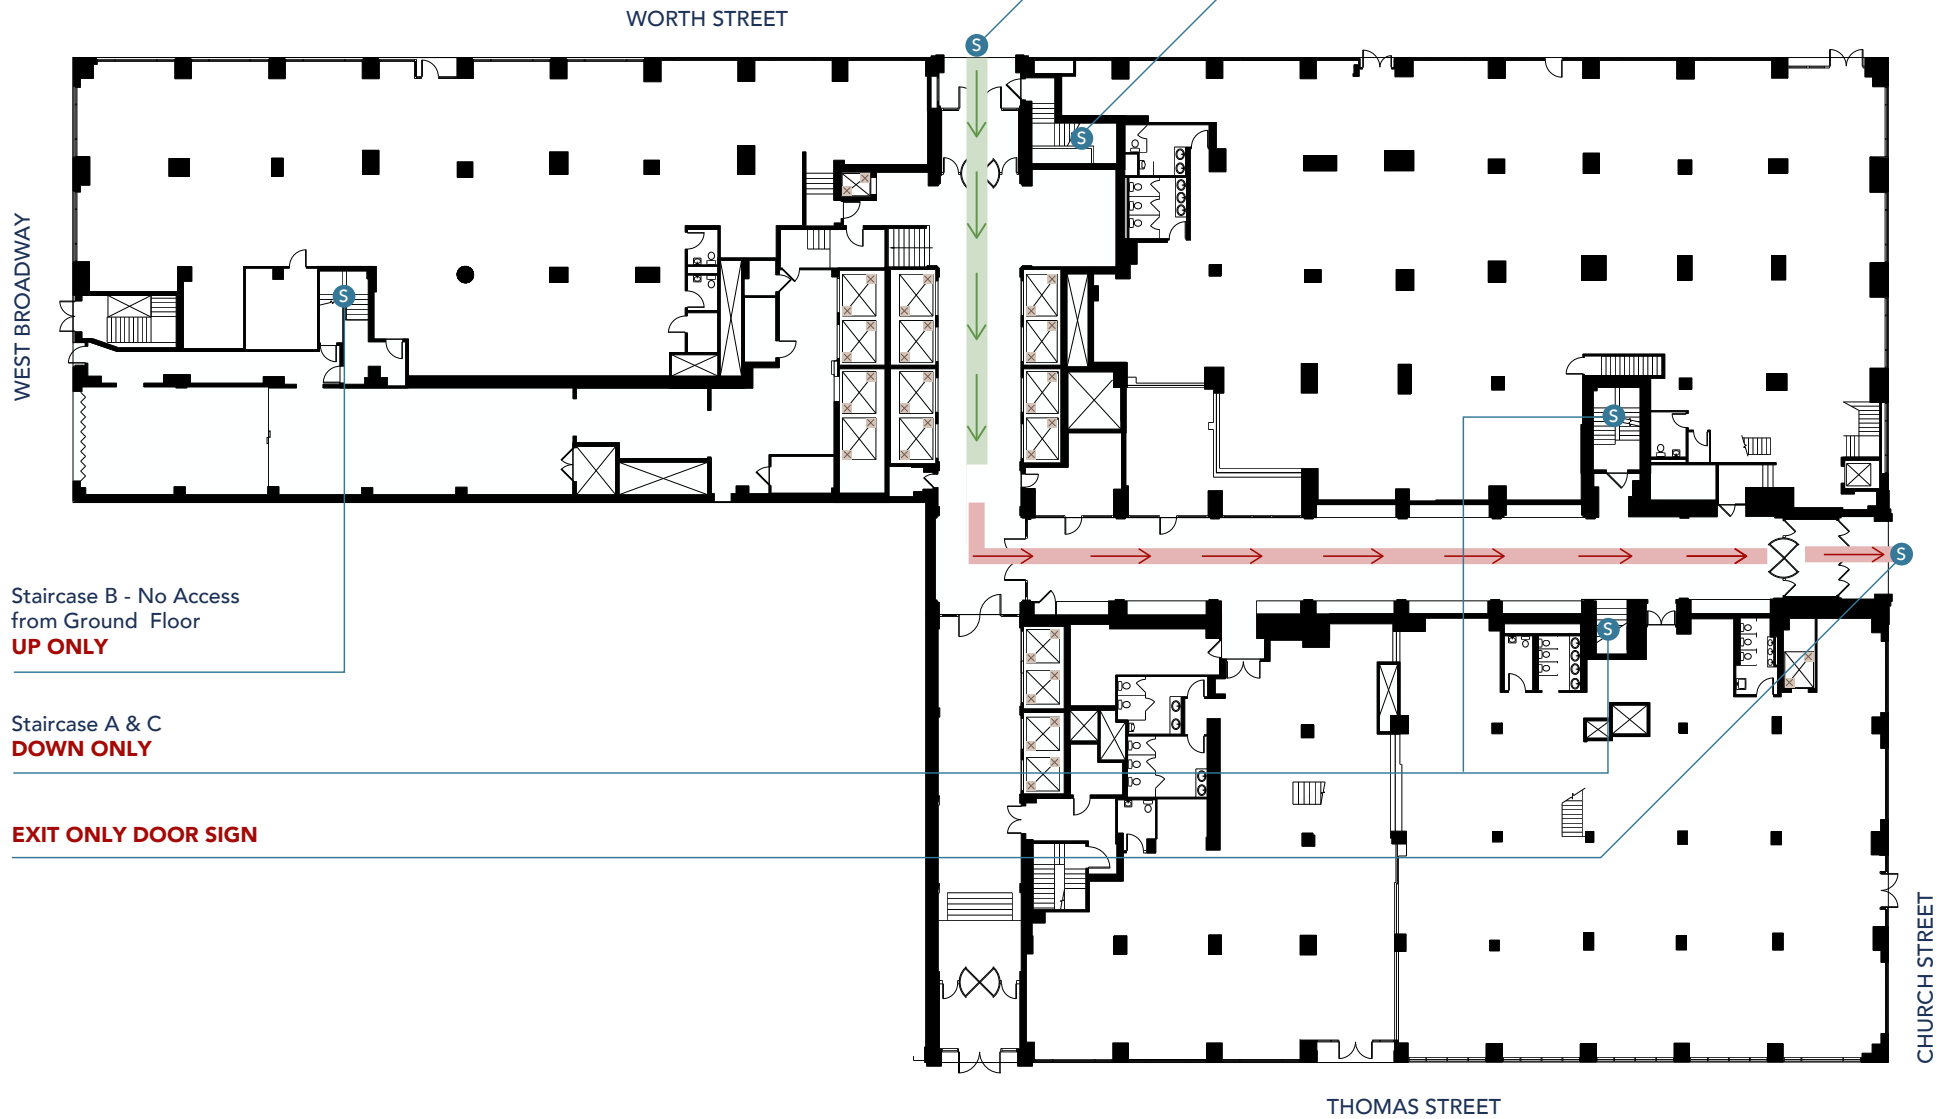 WORTH STREET
S
S
WEST BROADWAY
S
S
S
S
Staircase B - No Access
from Ground Floor
UP ONLY
Staircase A & C
DOWN ONLY
EXIT ONLY DOOR SIGN
CHURCH STREET
THOMAS STREET